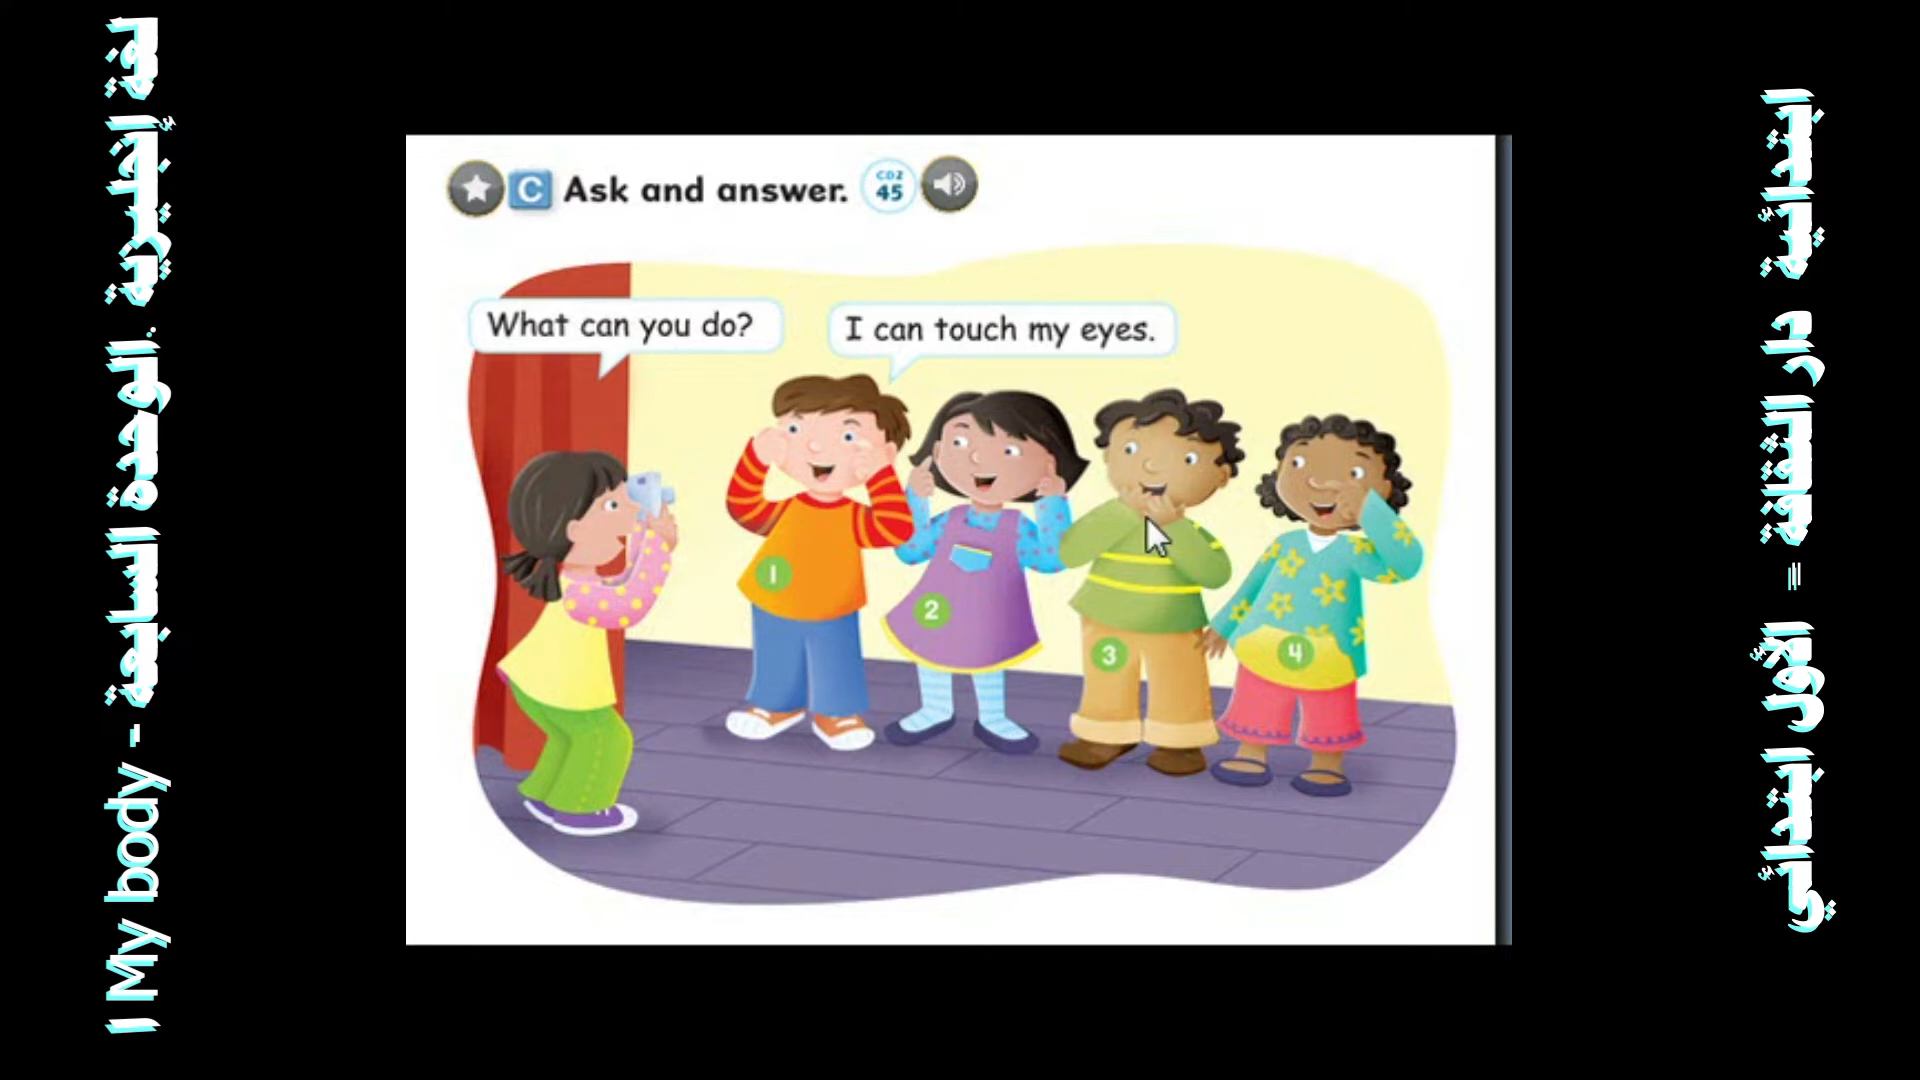 لغة إنجليزية .الوحدة السابعة - My body I
C Ask and answer. CD2 45
What can you do?
I can touch my eyes.
1
2
3
4
ابتدائية دار الثقافة = الأول ابتدائي